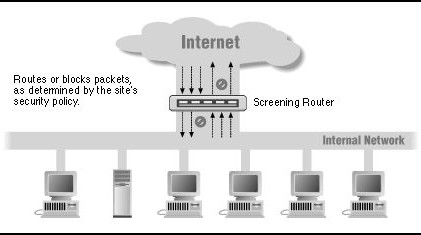 Internet
Routes or blocks packets,
as determined by the site's
security policy.
Screening Router
Internal Network